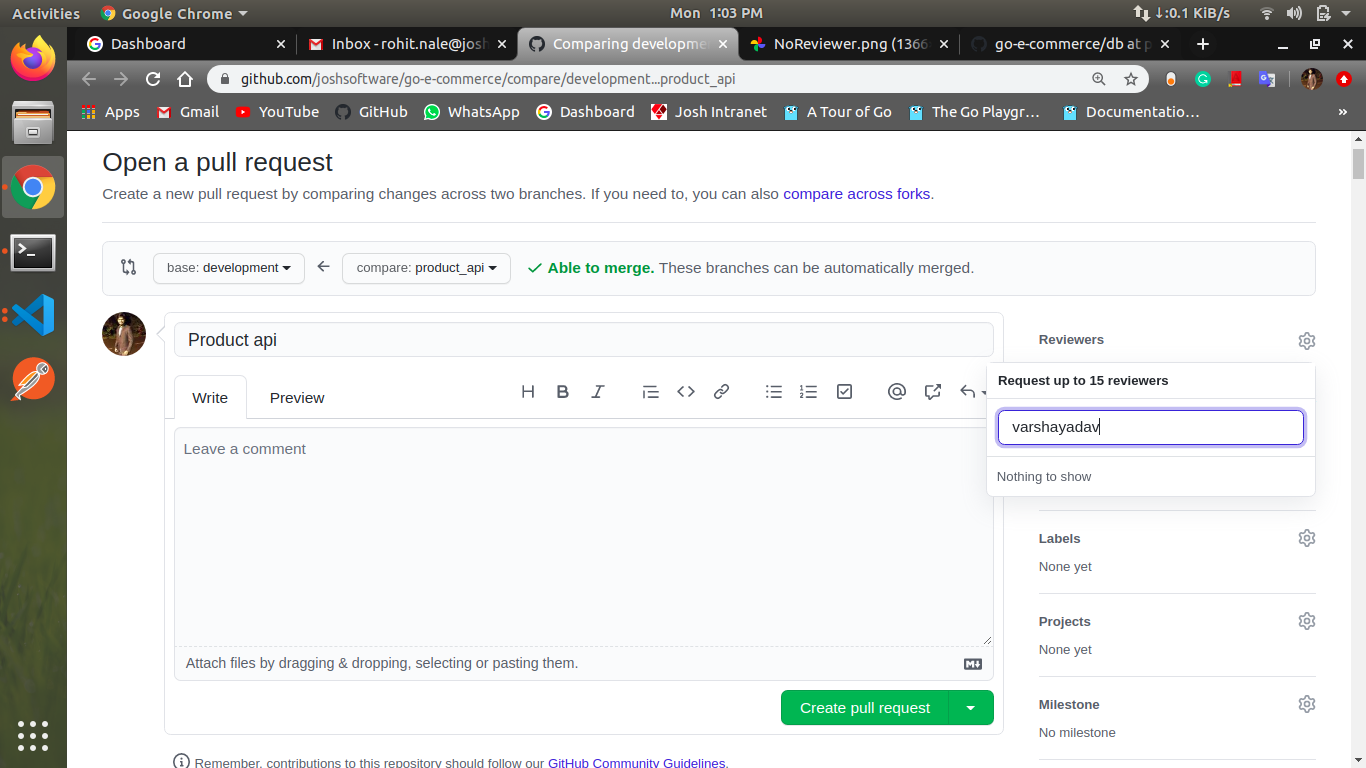 Activities Google Chrome Mon 1:03 PM ↓:0.1 KiB/s
Dashboard Inbox - rohit.nale@josh Comparing developme NoReviewer.png (1366 go-e-commerce/db at p
github.com/joshsoftware/go-e-commerce/compare/development...product_api
Apps Gmail YouTube GitHub WhatsApp Dashboard Josh Intranet A Tour of Go The Go Playgr... Documentatio... »
Open a pull request
Create a new pull request by comparing changes across two branches. If you need to, you can also compare across forks.
base: development compare: product_api Able to merge. These branches can be automatically merged.
Product api
Reviewers
Request up to 15 reviewers
Write Preview
varshayadav
Leave a comment
Nothing to show
Labels
None yet
Projects
None yet
Attach files by dragging & dropping, selecting or pasting them.
Milestone
Create pull request
No milestone
Remember, contributions to this repository should follow our GitHub Community Guidelines.